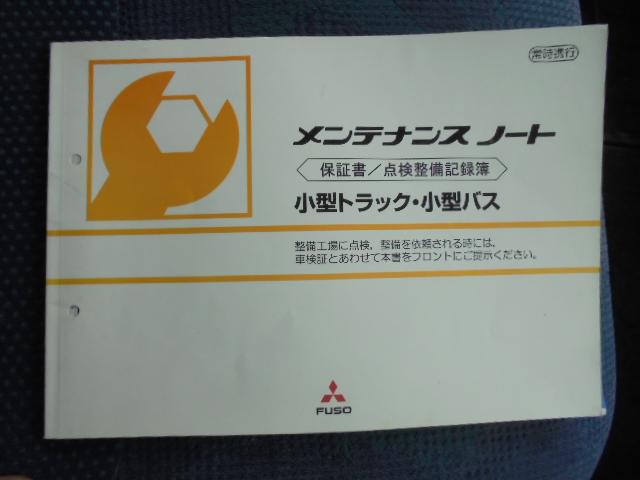 常時携行
メンテナンス ノート
保証書／点検整備記録簿
小型トラック・小型バス
整備工場に点検、整備を依頼される時には、
車検証とあわせて本書をフロントにご提示ください。
FUSO